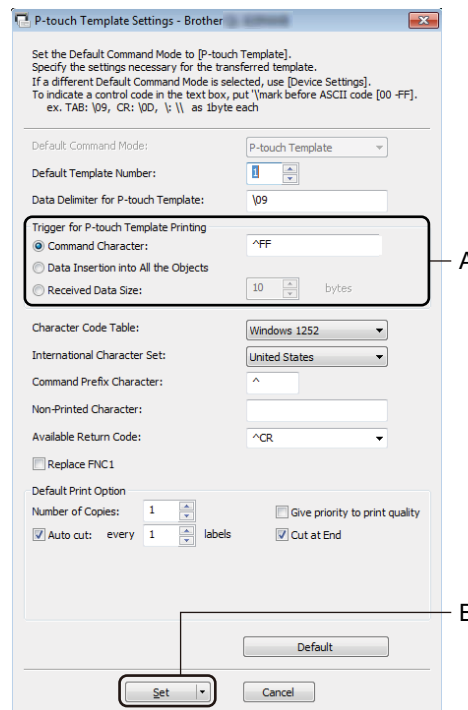 P-touch Template Settings - Brother
Set the Default Command Mode to [P-touch Template].
Specify the settings necessary for the transferred template.
If a different Default Command Mode is selected, use [Device Settings].
To indicate a control code in the text box, put '\'mark before ASCII code [00 -FF].
ex. TAB: \09, CR: \0D, \: \\ as 1byte each
Default Command Mode: P-touch Template
Default Template Number: 1
Data Delimiter for P-touch Template: \09
Trigger for P-touch Template Printing
Command Character: ^FF
A
Data Insertion into All the Objects
Received Data Size: 10 bytes
Character Code Table: Windows 1252
International Character Set: United States
Command Prefix Character: ^
Non-Printed Character:
Available Return Code: ^CR
Replace FNC1
Default Print Option
Number of Copies: 1 Give priority to print quality
Auto cut: every 1 labels Cut at End
B
Default
Set Cancel